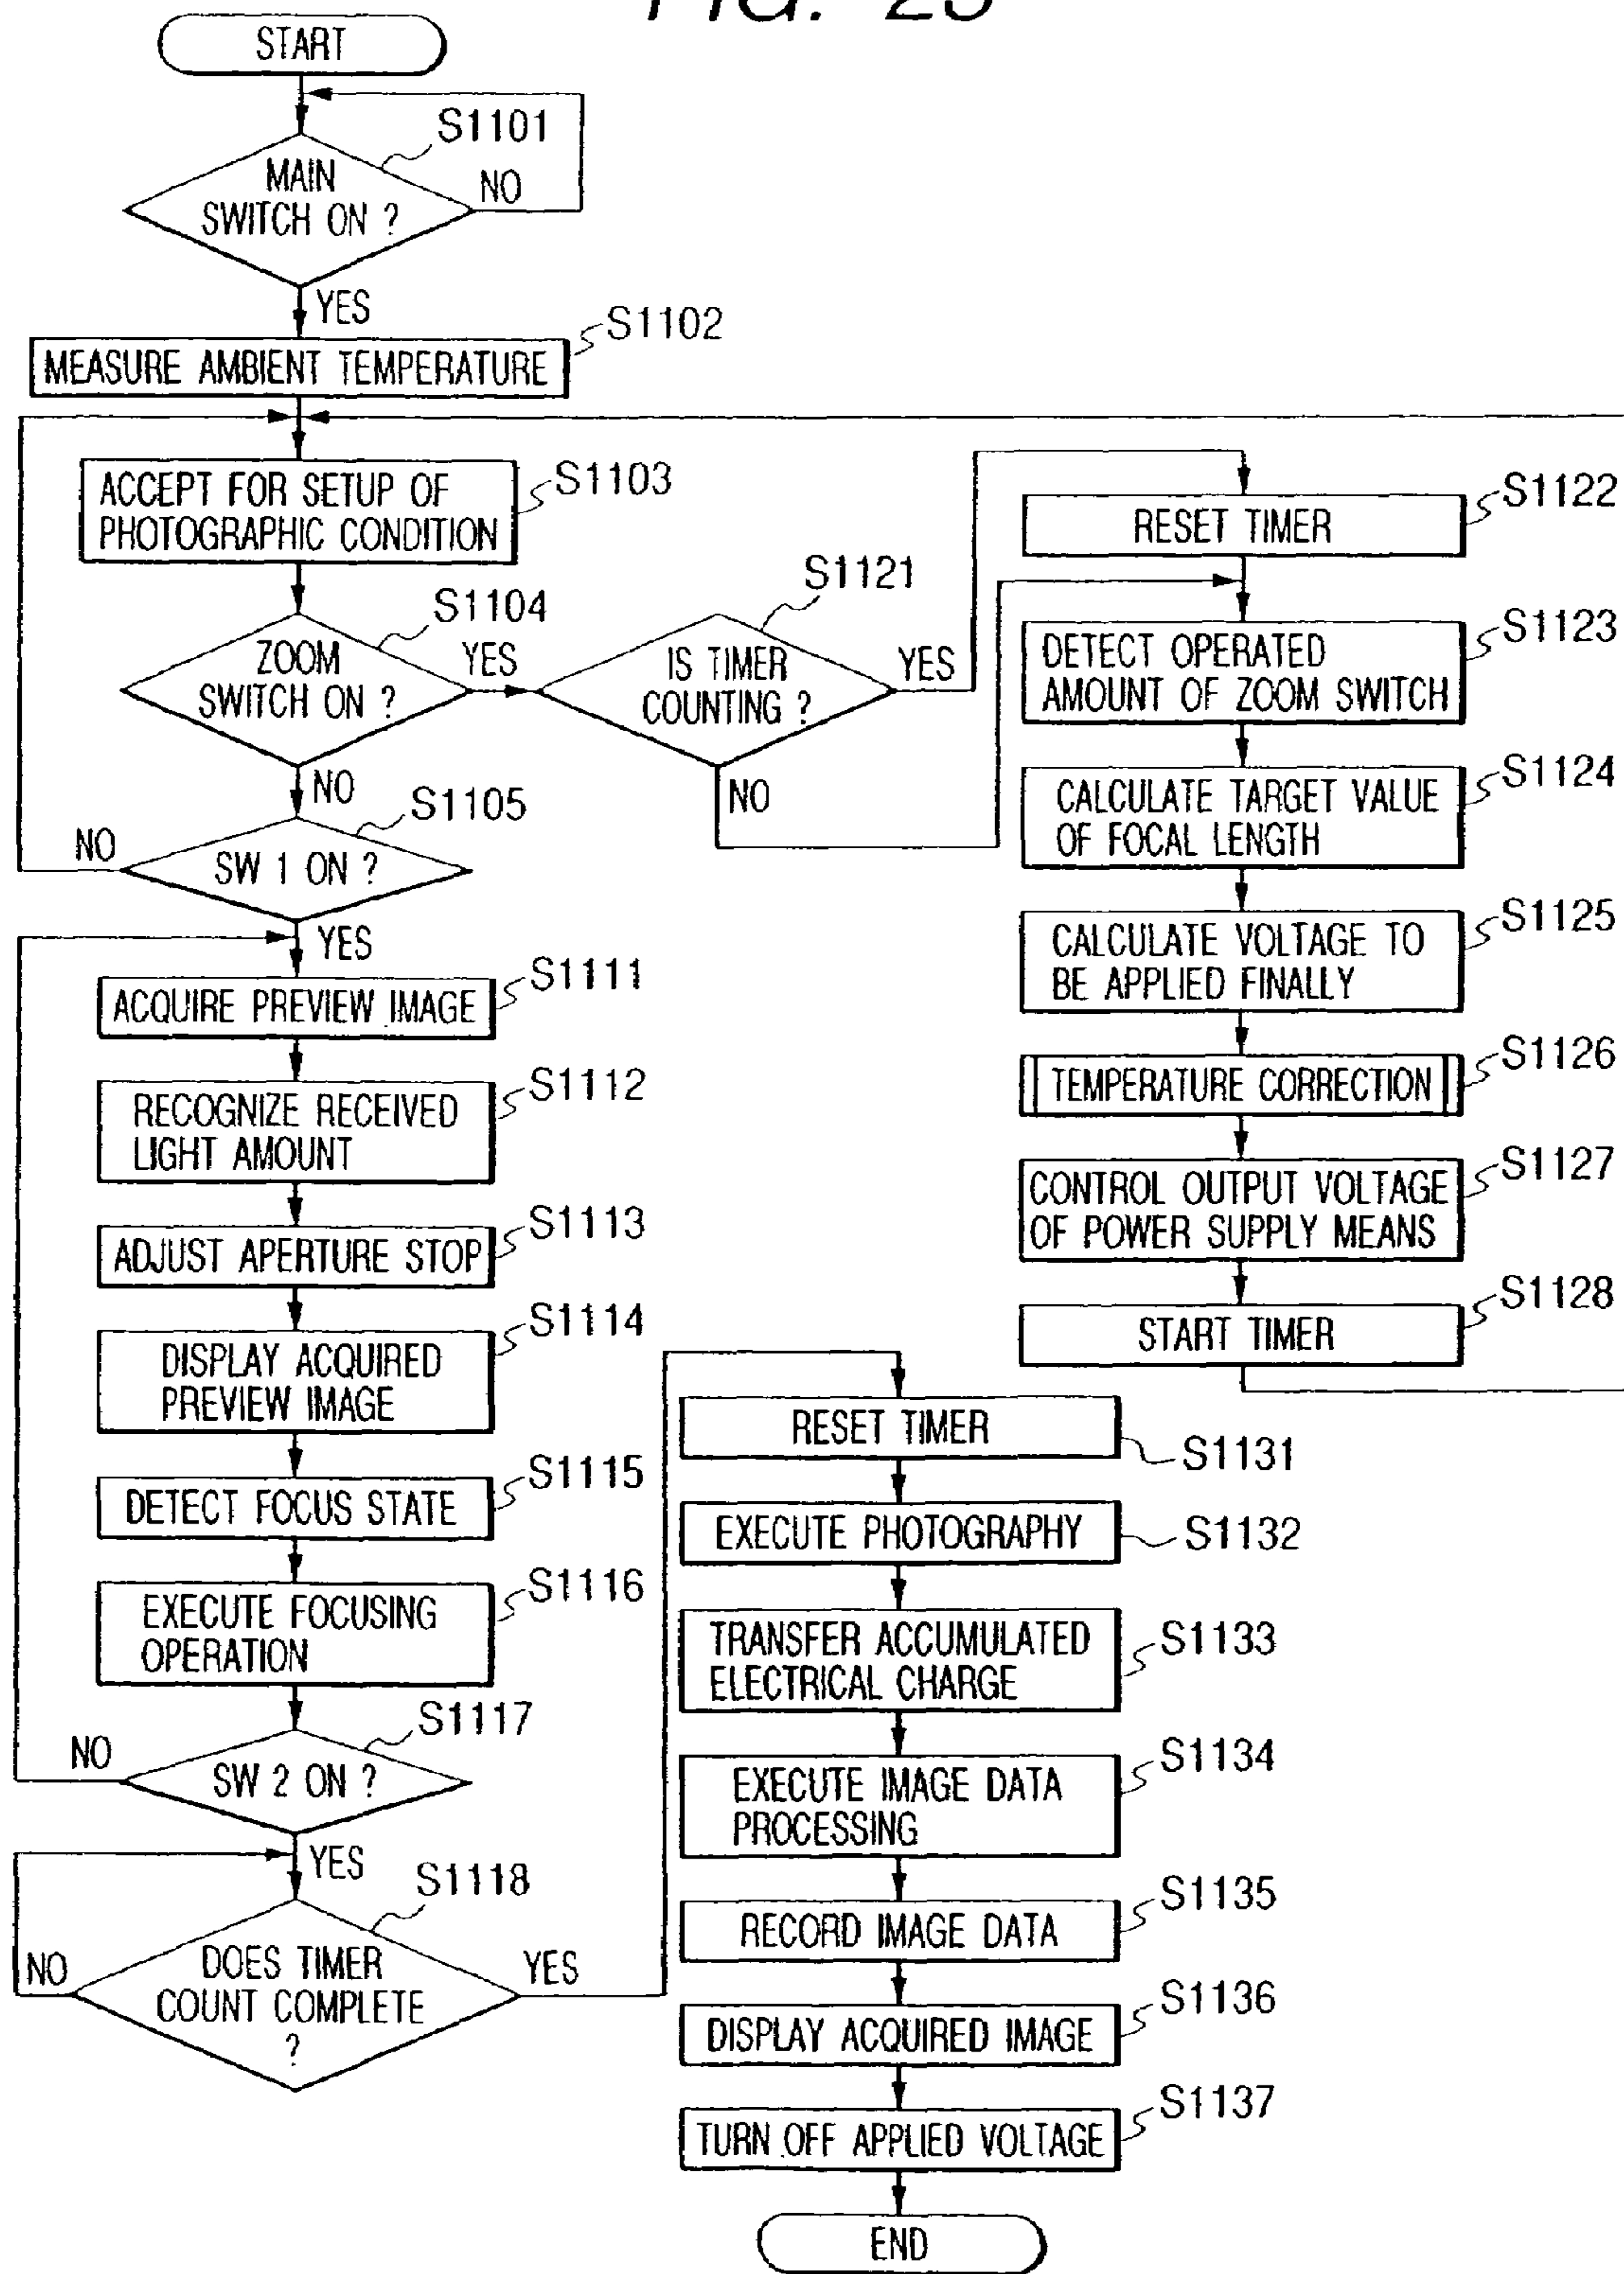 FIG. 25
START
S1101
MAIN
SWITCH ON ?
NO
YES
S1102
MEASURE AMBIENT TEMPERATURE
ACCEPT FOR SETUP OF
PHOTOGRAPHIC CONDITION
S1103
S1104
ZOOM
SWITCH ON ?
YES
NO
S1105
SW 1 ON ?
NO
YES
ACQUIRE PREVIEW IMAGE
S1111
RECOGNIZE RECEIVED
LIGHT AMOUNT
S1112
ADJUST APERTURE STOP
S1113
DISPLAY ACQUIRED
PREVIEW IMAGE
S1114
DETECT FOCUS STATE
S1115
EXECUTE FOCUSING
OPERATION
S1116
S1117
SW 2 ON ?
NO
YES
S1118
DOES TIMER
COUNT COMPLETE
?
NO
YES
S1121
IS TIMER
COUNTING ?
YES
NO
RESET TIMER
S1122
DETECT OPERATED
AMOUNT OF ZOOM SWITCH
S1123
CALCULATE TARGET VALUE
OF FOCAL LENGTH
S1124
CALCULATE VOLTAGE TO
BE APPLIED FINALLY
S1125
TEMPERATURE CORRECTION
S1126
CONTROL OUTPUT VOLTAGE
OF POWER SUPPLY MEANS
S1127
START TIMER
S1128
RESET TIMER
S1131
EXECUTE PHOTOGRAPHY
S1132
TRANSFER ACCUMULATED
ELECTRICAL CHARGE
S1133
EXECUTE IMAGE DATA
PROCESSING
S1134
RECORD IMAGE DATA
S1135
DISPLAY ACQUIRED IMAGE
S1136
TURN OFF APPLIED VOLTAGE
S1137
END